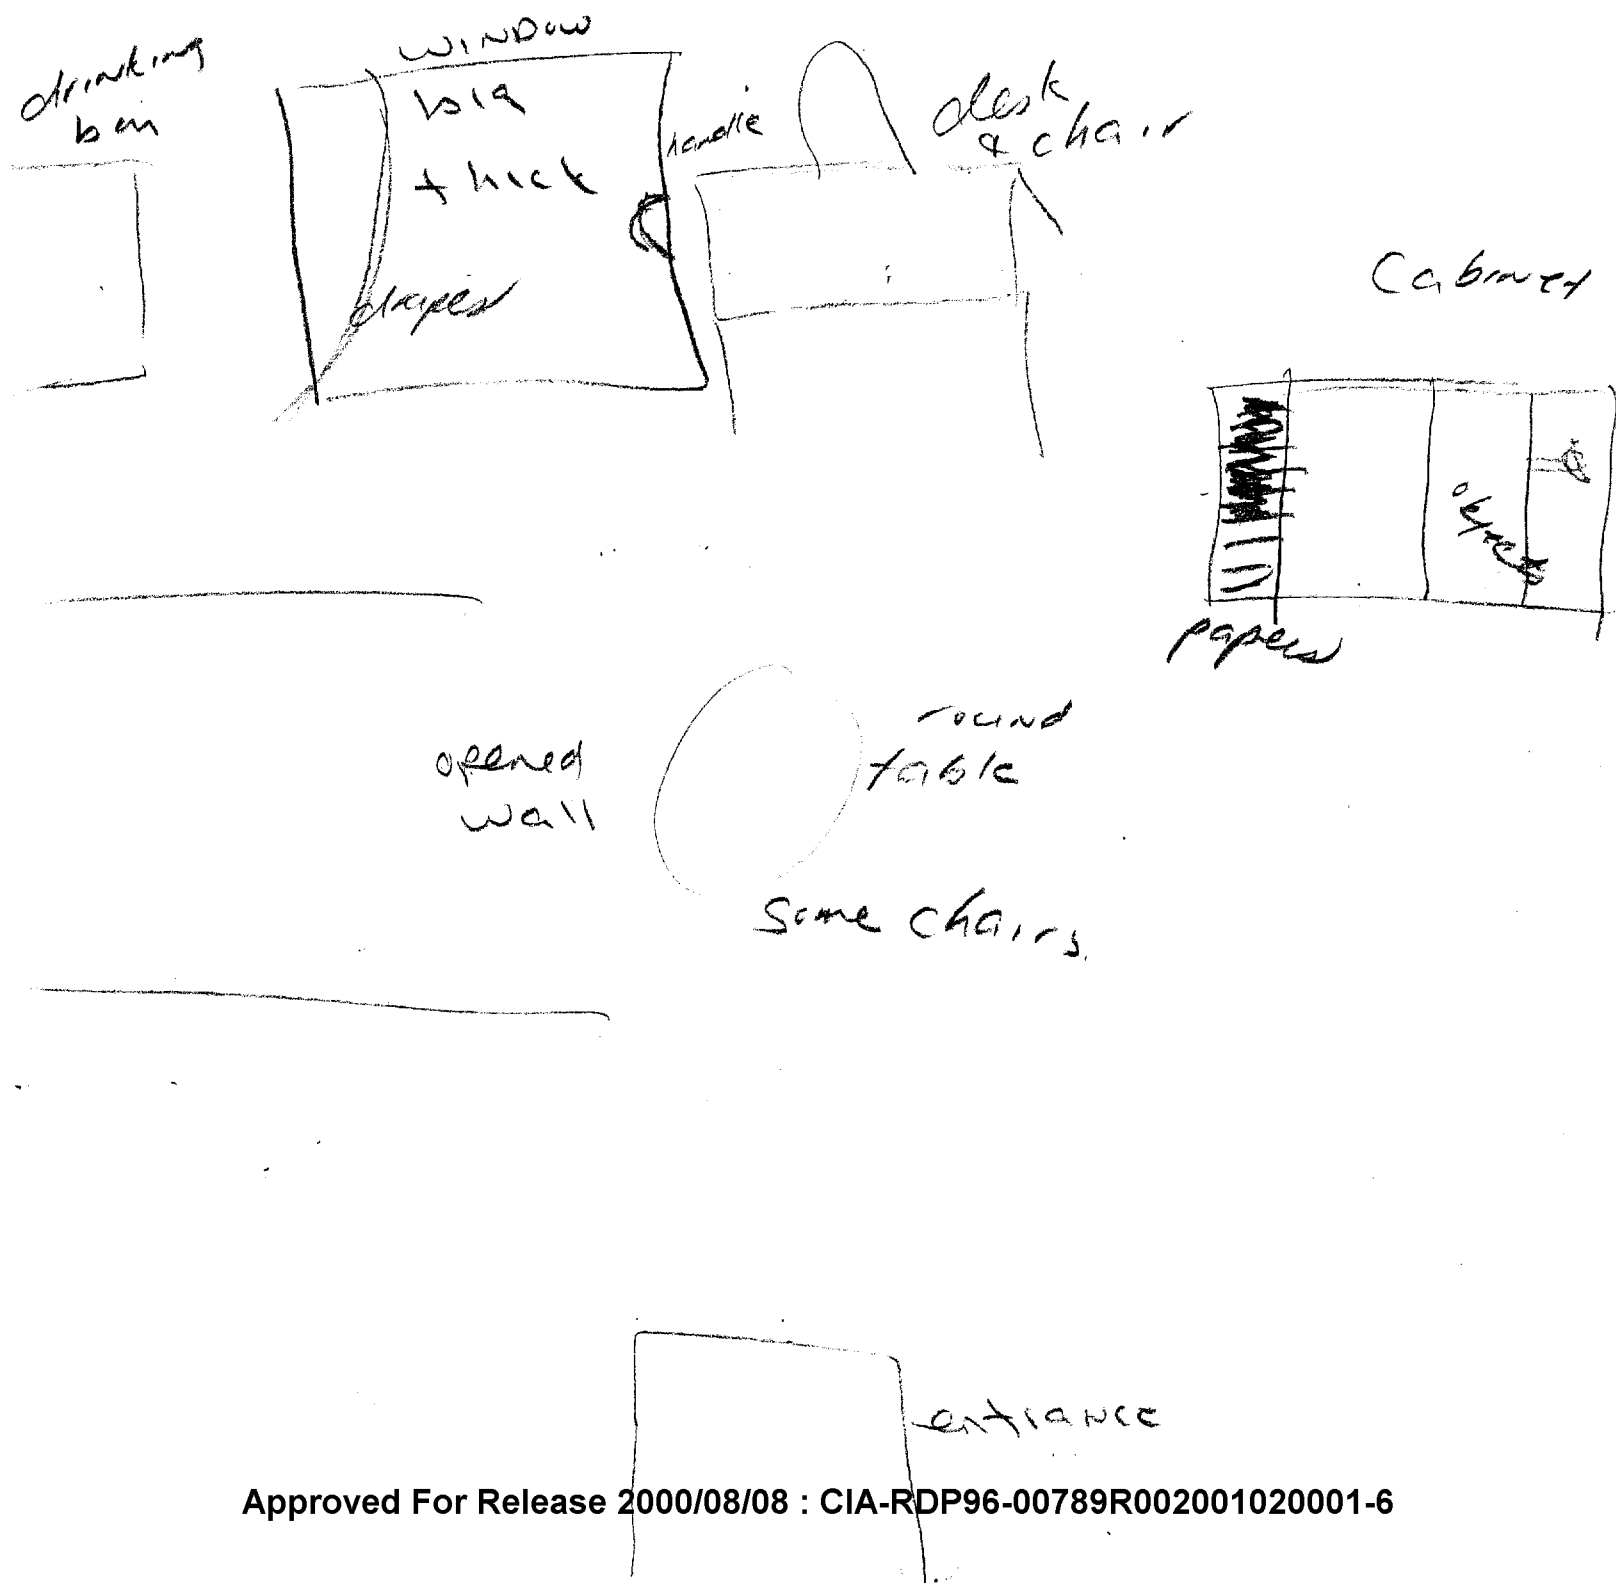 drinking
bar
WINDOW
big
thick
drapes
handle
desk
& chair
Cabinet
objects
papers
opened
wall
round
table
some chairs.
entrance
Approved For Release 2000/08/08 : CIA-RDP96-00789R002001020001-6